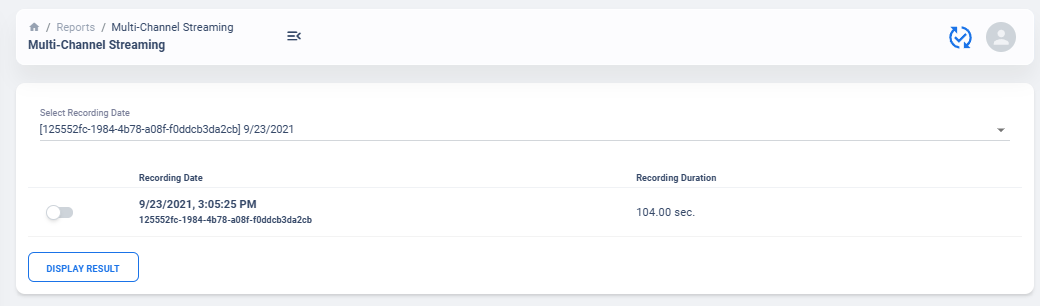 / Reports / Multi-Channel Streaming
Multi-Channel Streaming
Select Recording Date
[125552fc-1984-4b78-a08f-f0ddcb3da2cb] 9/23/2021
Recording Date Recording Duration
9/23/2021, 3:05:25 PM
125552fc-1984-4b78-a08f-f0ddcb3da2cb
104.00 sec.
DISPLAY RESULT